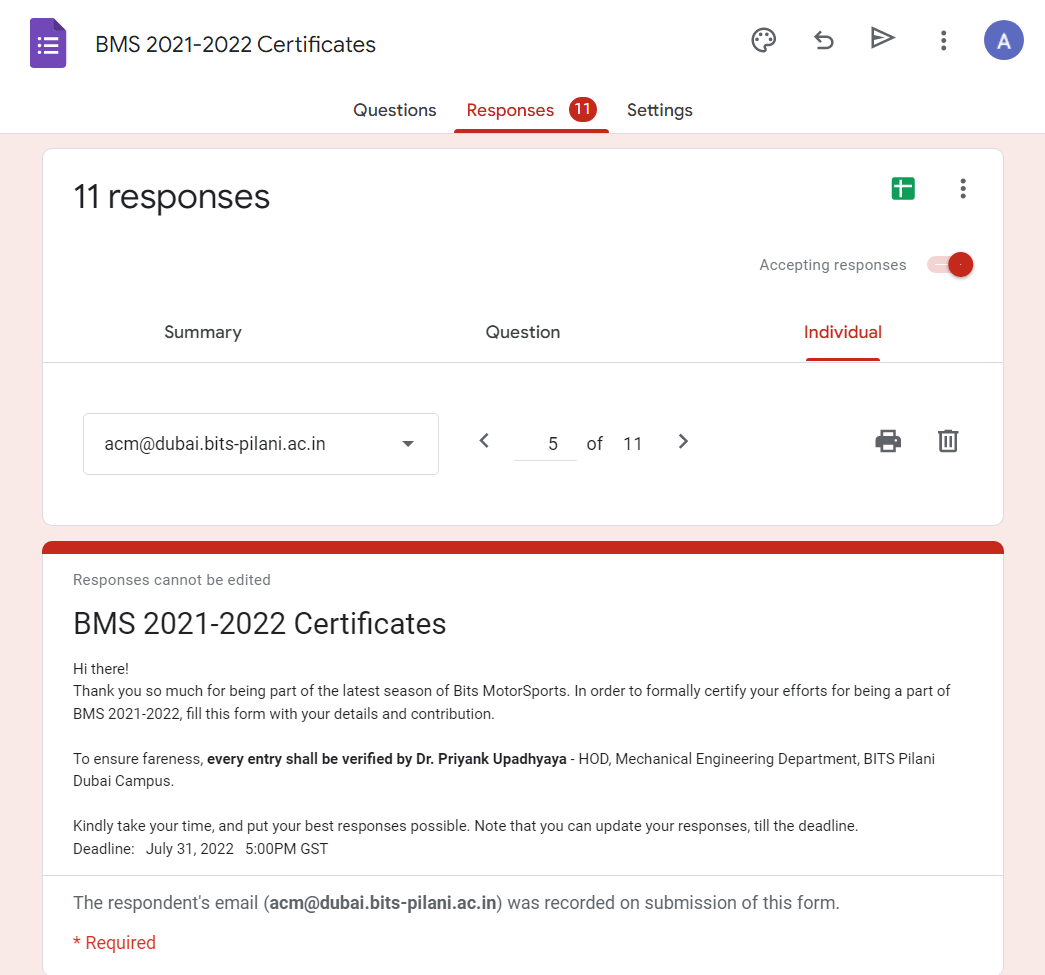 BMS 2021-2022 Certificates
A
Questions
Responses 11
Settings
11 responses
Accepting responses
Summary
Question
Individual
acm@dubai.bits-pilani.ac.in
5 of 11
Responses cannot be edited
BMS 2021-2022 Certificates
Hi there!
Thank you so much for being part of the latest season of Bits MotorSports. In order to formally certify your efforts for being a part of
BMS 2021-2022, fill this form with your details and contribution.
To ensure fareness, every entry shall be verified by Dr. Priyank Upadhyaya - HOD, Mechanical Engineering Department, BITS Pilani
Dubai Campus.
Kindly take your time, and put your best responses possible. Note that you can update your responses, till the deadline.
Deadline: July 31, 2022 5:00PM GST
The respondent's email (acm@dubai.bits-pilani.ac.in) was recorded on submission of this form.
* Required